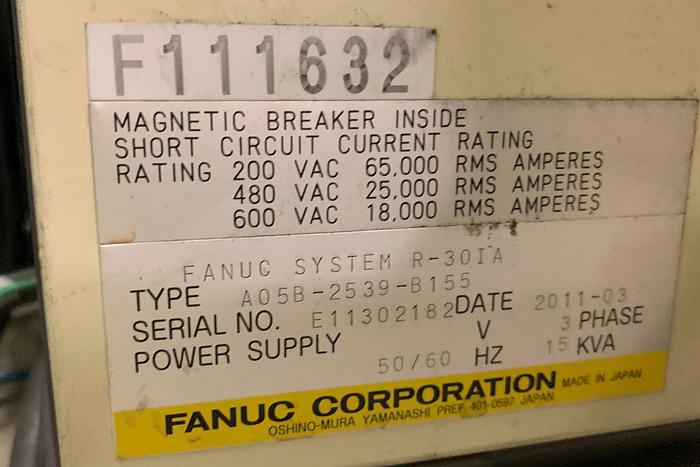 F111632
MAGNETIC BREAKER INSIDE
SHORT CIRCUIT CURRENT RATING
RATING 200 VAC 65,000 RMS AMPERES
480 VAC 25,000 RMS AMPERES
600 VAC 18,000 RMS AMPERES
FANUC SYSTEM R-30IA
TYPE A05B-2539-B155
SERIAL NO. E11302182 DATE 2011-03
POWER SUPPLY V 3 PHASE
50/60 HZ 15 KVA
FANUC CORPORATION MADE IN JAPAN
OSHINO-MURA YAMANASHI PREF. 401-0597 JAPAN